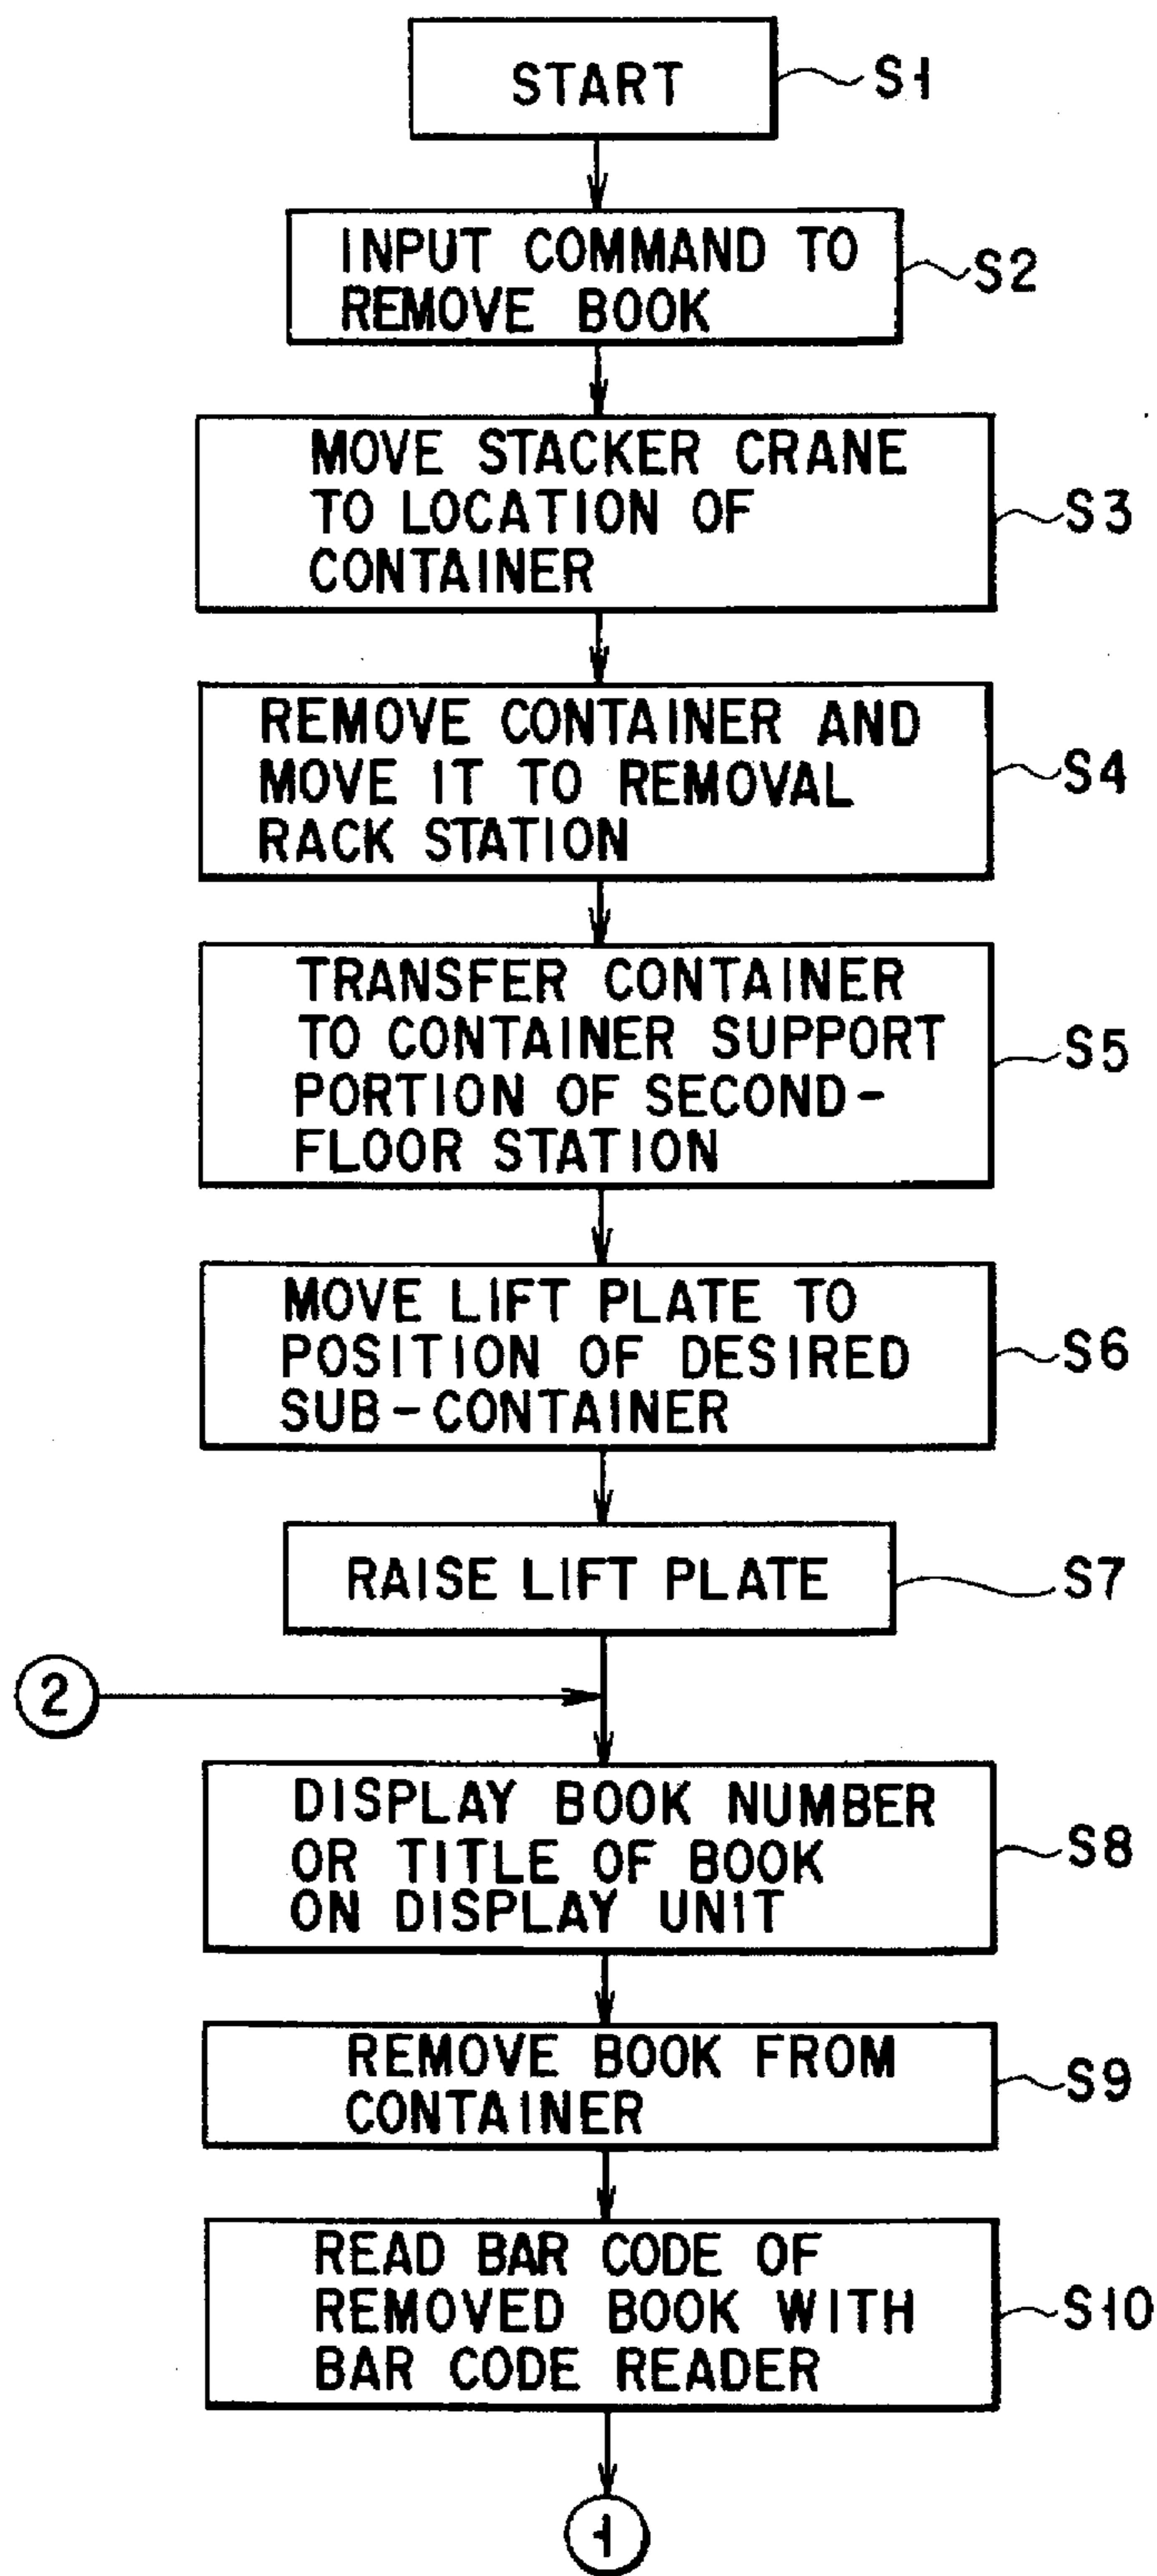 START
S1
INPUT COMMAND TO
REMOVE BOOK
S2
MOVE STACKER CRANE
TO LOCATION OF
CONTAINER
S3
REMOVE CONTAINER AND
MOVE IT TO REMOVAL
RACK STATION
S4
TRANSFER CONTAINER
TO CONTAINER SUPPORT
PORTION OF SECOND-
FLOOR STATION
S5
MOVE LIFT PLATE TO
POSITION OF DESIRED
SUB-CONTAINER
S6
RAISE LIFT PLATE
S7
2
DISPLAY BOOK NUMBER
OR TITLE OF BOOK
ON DISPLAY UNIT
S8
REMOVE BOOK FROM
CONTAINER
S9
READ BAR CODE OF
REMOVED BOOK WITH
BAR CODE READER
S10
1